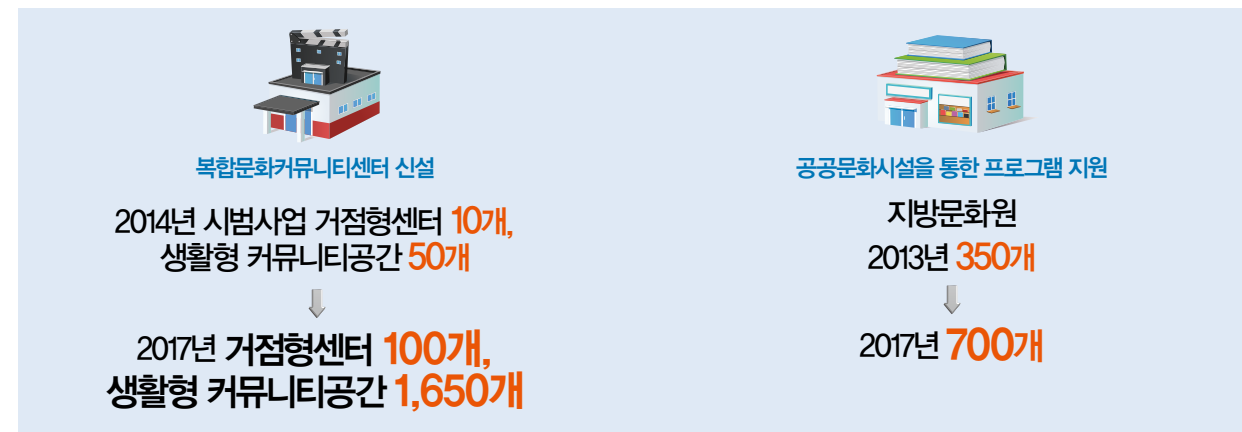 복합문화커뮤니티센터 신설
2014년 시범사업 거점형센터 10개,
생활형 커뮤니티공간 50개
2017년 거점형센터 100개,
생활형 커뮤니티공간 1,650개
공공문화시설을 통한 프로그램 지원
지방문화원
2013년 350개
2017년 700개